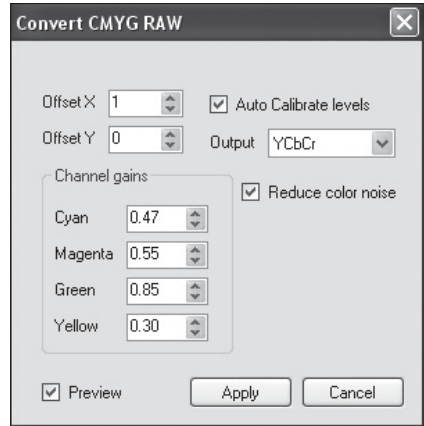 Convert CMYG RAW
Offset X 1
Auto Calibrate levels
Offset Y 0
Output YCbCr
Channel gains
Reduce color noise
Cyan 0.47
Magenta 0.55
Green 0.85
Yellow 0.30
Preview
Apply
Cancel